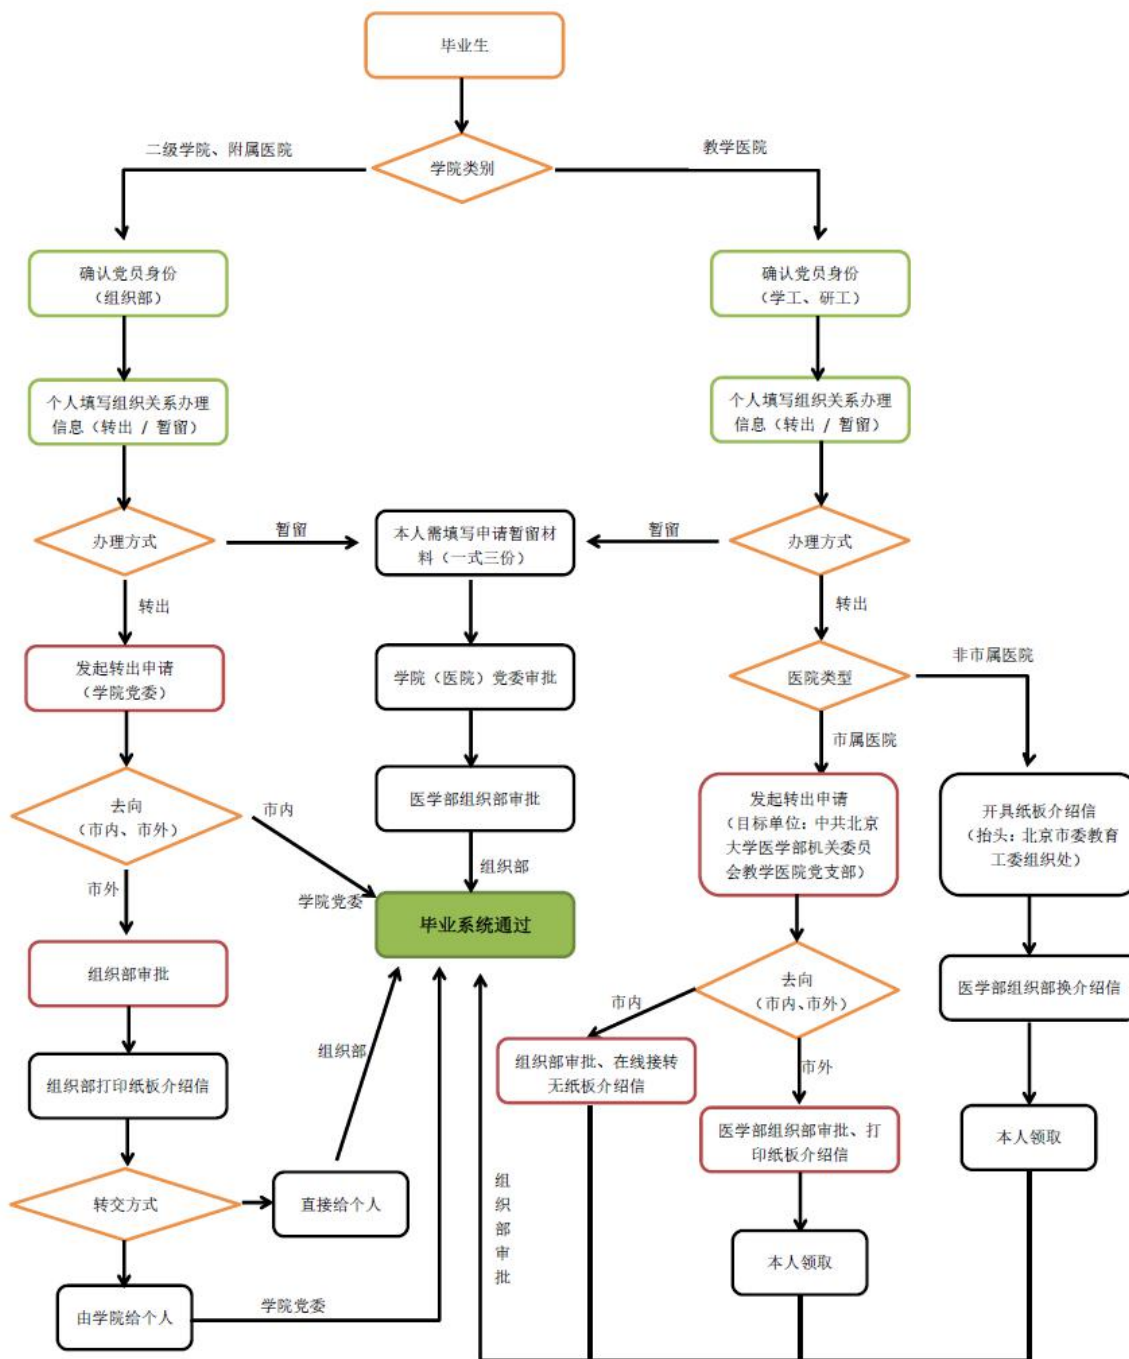 毕业生
二级学院、附属医院
教学医院
学院类别
确认党员身份
（组织部）
确认党员身份
（学工、研工）
个人填写组织关系办理
信息（转出 / 暂留）
个人填写组织关系办理
信息（转出 / 暂留）
办理方式
暂留
本人需填写申请暂留材
料（一式三份）
暂留
办理方式
转出
转出
发起转出申请
（学院党委）
学院（医院）党委审批
医院类型
非市属医院
市属医院
去向
（市内、市外）
市内
医学部组织部审批
发起转出申请
（目标单位：中共北京
大学医学部机关委员
会教学医院党支部）
开具纸板介绍信
（抬头：北京市委教育
工委组织处）
市外
组织部
学院党委
毕业系统通过
组织部审批
去向
（市内、市外）
医学部组织部换介绍信
市内
组织部
组织部打印纸板介绍信
组织部审批、在线接转
无纸板介绍信
市外
医学部组织部审批、打
印纸板介绍信
本人领取
转交方式
直接给个人
组
织
部
审
批
本人领取
由学院给个人
学院党委